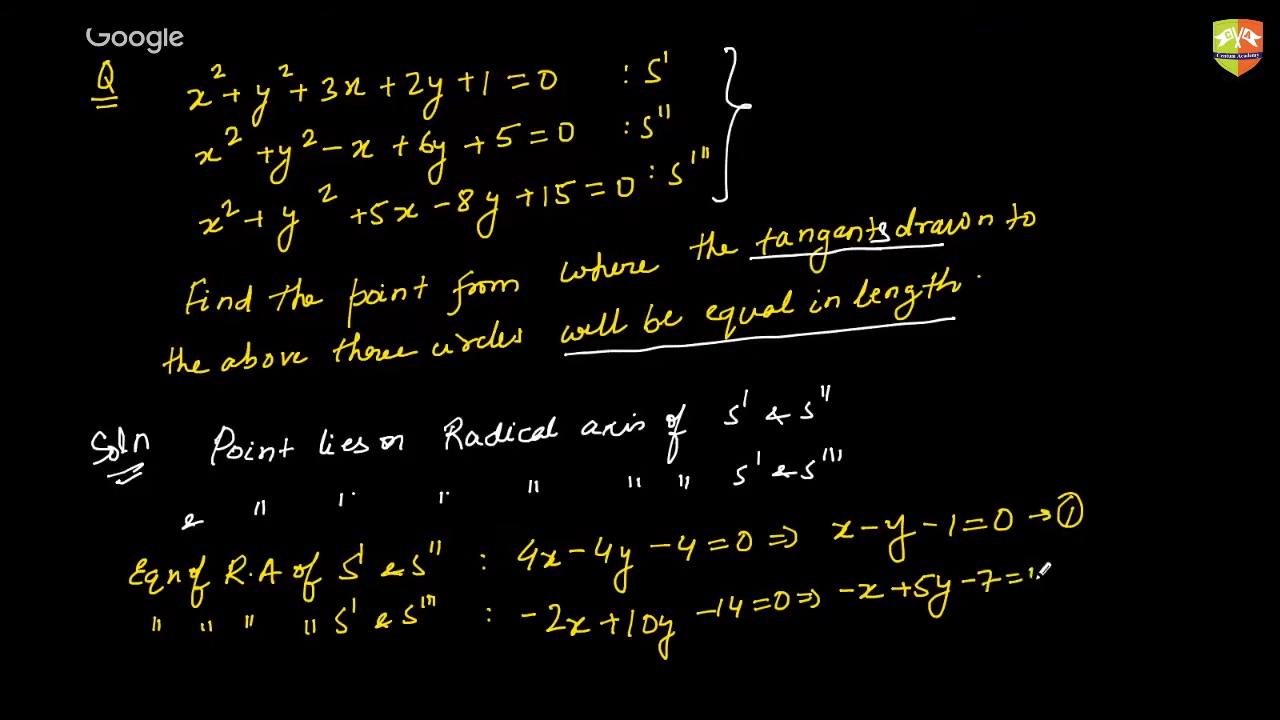 Google
Q x² + y² + 3x + 2y + 1 = 0 : S'
x² + y² - x + 6y + 5 = 0 : S''
x² + y² + 5x - 8y + 15 = 0 : S'''
Find the point from where the tangents drawn to
the above three circles will be equal in length.
Soln Point lies on Radical axis of S' & S''
& " " " " " " S' & S'''
Eqn of R.A of S' & S'' : 4x - 4y - 4 = 0 => x - y - 1 = 0 → ①
" " " " S' & S''' : -2x + 10y - 14 = 0 => -x + 5y - 7 =
Centum Academy